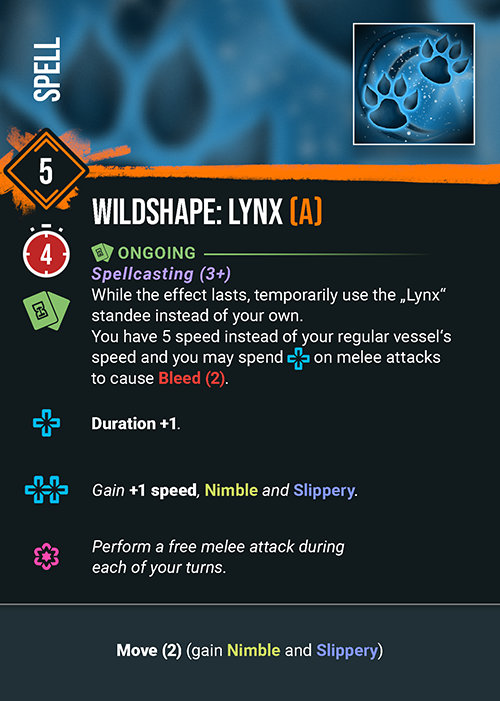 SPELL
5
WILDSHAPE: LYNX (A)
4
ONGOING
Spellcasting (3+)
While the effect lasts, temporarily use the „Lynx“
standee instead of your own.
You have 5 speed instead of your regular vessel‘s
speed and you may spend on melee attacks
to cause Bleed (2).
Duration +1.
Gain +1 speed, Nimble and Slippery.
Perform a free melee attack during
each of your turns.
Move (2) (gain Nimble and Slippery)